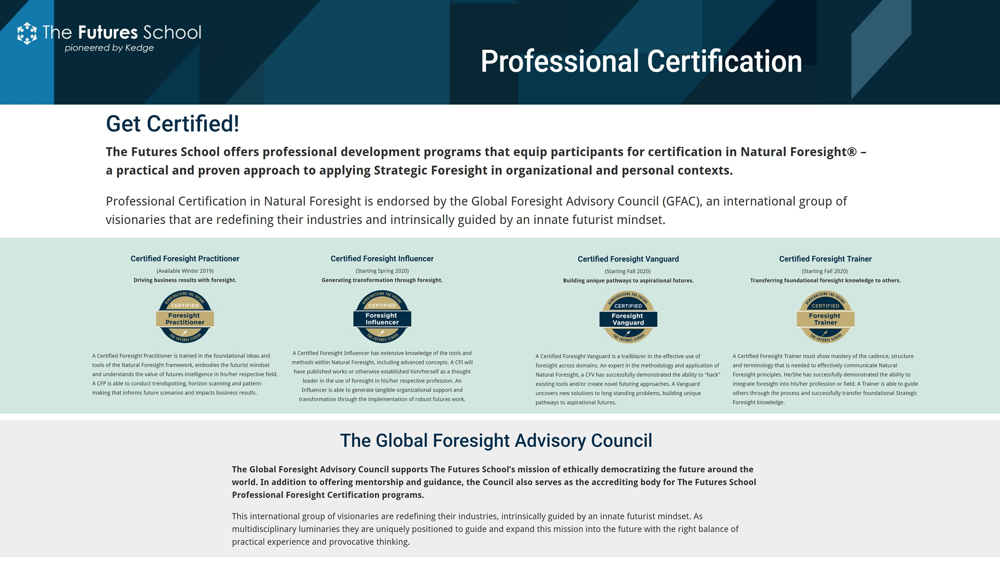 The Futures School
pioneered by Kedge
Professional Certification
Get Certified!
The Futures School offers professional development programs that equip participants for certification in Natural Foresight® –
a practical and proven approach to applying Strategic Foresight in organizational and personal contexts.
Professional Certification in Natural Foresight is endorsed by the Global Foresight Advisory Council (GFAC), an international group of
visionaries that are redefining their industries and intrinsically guided by an innate futurist mindset.
Certified Foresight Practitioner
(Available Winter 2019)
Driving business results with foresight.
DEMOCRATIZING THE FUTURE
CERTIFIED
Foresight
Practitioner
THE FUTURES SCHOOL
A Certified Foresight Practitioner is trained in the foundational ideas and
tools of the Natural Foresight framework, embodies the futurist mindset
and understands the value of futures intelligence in his/her respective field.
A CFP is able to conduct trendspotting, horizon scanning and pattern-
making that informs future scenarios and impacts business results.
Certified Foresight Influencer
(Starting Spring 2020)
Generating transformation through foresight.
DEMOCRATIZING THE FUTURE
CERTIFIED
Foresight
Influencer
THE FUTURES SCHOOL
A Certified Foresight Influencer has extensive knowledge of the tools and
methods within Natural Foresight, including advanced concepts. A CFI will
have published works or otherwise established him/herself as a thought
leader in the use of foresight in his/her respective profession. An
Influencer is able to generate tangible organizational support and
transformation through the implementation of robust futures work.
Certified Foresight Vanguard
(Starting Fall 2020)
Building unique pathways to aspirational futures.
DEMOCRATIZING THE FUTURE
CERTIFIED
Foresight
Vanguard
THE FUTURES SCHOOL
A Certified Foresight Vanguard is a trailblazer in the effective use of
foresight across domains. An expert in the methodology and application of
Natural Foresight, a CFV has successfully demonstrated the ability to “hack”
existing tools and/or create novel futuring approaches. A Vanguard
uncovers new solutions to long-standing problems, building unique
pathways to aspirational futures.
Certified Foresight Trainer
(Starting Fall 2020)
Transferring foundational foresight knowledge to others.
DEMOCRATIZING THE FUTURE
CERTIFIED
Foresight
Trainer
THE FUTURES SCHOOL
A Certified Foresight Trainer must show mastery of the cadence, structure
and terminology that is needed to effectively communicate Natural
Foresight principles. He/She has successfully demonstrated the ability to
integrate foresight into his/her profession or field. A Trainer is able to guide
others through the process and successfully transfer foundational Strategic
Foresight knowledge.
The Global Foresight Advisory Council
The Global Foresight Advisory Council supports The Futures School’s mission of ethically democratizing the future around the
world. In addition to offering mentorship and guidance, the Council also serves as the accrediting body for The Futures School
Professional Foresight Certification programs.
This international group of visionaries are redefining their industries, intrinsically guided by an innate futurist mindset. As
multidisciplinary luminaries they are uniquely positioned to guide and expand this mission into the future with the right balance of
practical experience and provocative thinking.